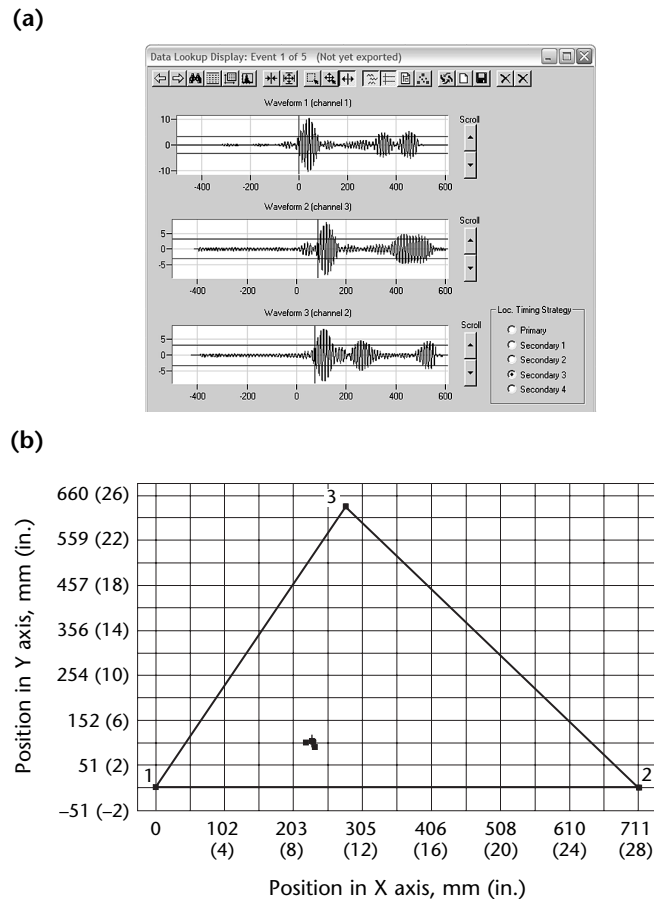 (a)
Data Lookup Display: Event 1 of 5 (Not yet exported)
Waveform 1 (channel 1)
Scroll
10
0
-10
-400 -200 0 200 400 600
Waveform 2 (channel 3)
Scroll
5
0
-5
-400 -200 0 200 400 600
Waveform 3 (channel 2)
Scroll
5
0
-5
-400 -200 0 200 400 600
Loc. Timing Strategy
Primary
Secondary 1
Secondary 2
Secondary 3
Secondary 4
(b)
Position in Y axis, mm (in.)
660 (26)
559 (22)
457 (18)
356 (14)
254 (10)
152 (6)
51 (2)
–51 (–2)
3
1
2
0 102 203 305 406 508 610 711
(4) (8) (12) (16) (20) (24) (28)
Position in X axis, mm (in.)